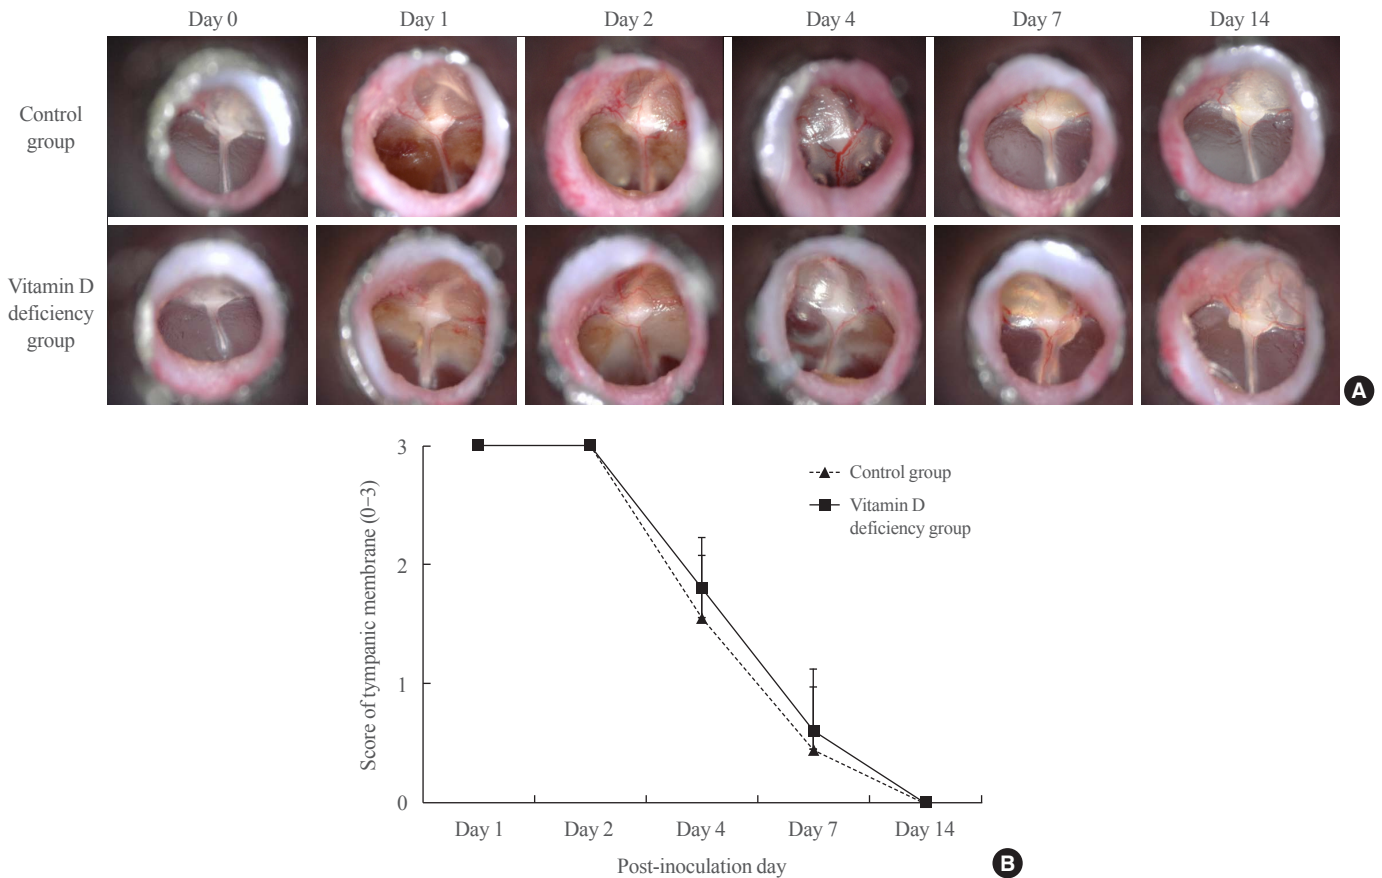 Day 0 Day 1 Day 2 Day 4 Day 7 Day 14
Control
group
Vitamin D
deficiency
group
A
3
2
1
0
Score of tympanic membrane (0–3)
Control group
Vitamin D
deficiency group
Day 1 Day 2 Day 4 Day 7 Day 14
Post-inoculation day
B